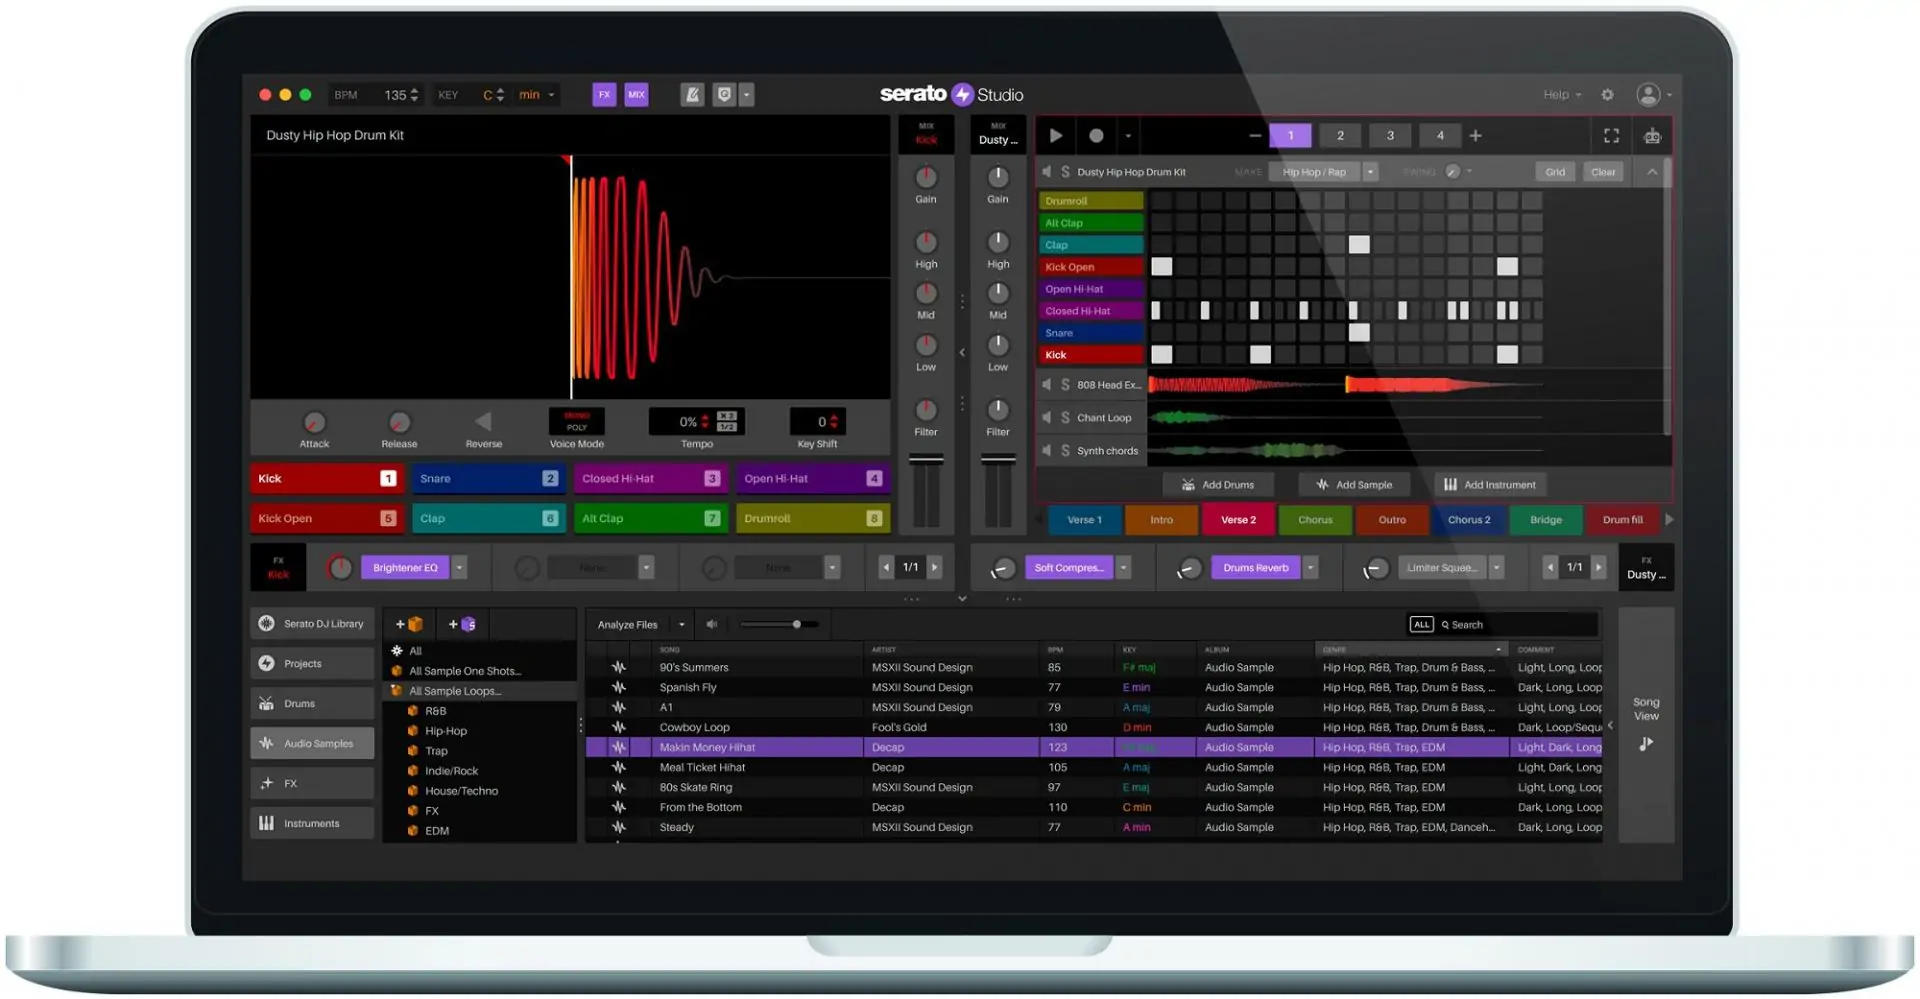 BPM 135 KEY C min FX MIX serato Studio Help
Dusty Hip Hop Drum Kit
MIX
Kick
Gain
High
Mid
Low
Filter
MIX
Dusty ...
Gain
High
Mid
Low
Filter
1 2 3 4
S Dusty Hip Hop Drum Kit MAKE Hip Hop / Rap SWING Grid Clear
Drumroll
Alt Clap
Clap
Kick Open
Open Hi-Hat
Closed Hi-Hat
Snare
Kick
S 808 Head Ex...
S Chant Loop
S Synth chords
Add Drums Add Sample Add Instrument
Verse 1 Intro Verse 2 Chorus Outro Chorus 2 Bridge Drum fill
MONO
POLY
0% X 2
1/2
0
Attack Release Reverse Voice Mode Tempo Key Shift
Kick 1 Snare 2 Closed Hi-Hat 3 Open Hi-Hat 4
Kick Open 5 Clap 6 Alt Clap 7 Drumroll 8
FX
Kick
Brightener EQ None None 1/1
Soft Compres... Drums Reverb Limiter Squee... 1/1
FX
Dusty ...
Serato DJ Library
Projects
Drums
Audio Samples
FX
Instruments
+ + S
All
All Sample One Shots...
All Sample Loops...
R&B
Hip-Hop
Trap
Indie/Rock
House/Techno
FX
EDM
Analyze Files ALL Search
SONG ARTIST BPM KEY ALBUM GENRE COMMENT
90's Summers MSXII Sound Design 85 F# maj Audio Sample Hip Hop, R&B, Trap, Drum & Bass, ... Light, Long, Loop
Spanish Fly MSXII Sound Design 77 E min Audio Sample Hip Hop, R&B, Trap, Drum & Bass, ... Dark, Long, Loop
A1 MSXII Sound Design 79 A maj Audio Sample Hip Hop, R&B, Trap, Drum & Bass, ... Light, Long, Loop
Cowboy Loop Fool's Gold 130 D min Audio Sample Hip Hop, R&B, Trap, Drum & Bass, ... Dark, Loop/Sequ
Makin Money Hihat Decap 123 Audio Sample Hip Hop, R&B, Trap, EDM Light, Dark, Long
Meal Ticket Hihat Decap 105 A maj Audio Sample Hip Hop, R&B, Trap, EDM Light, Dark, Long
80s Skate Ring MSXII Sound Design 97 E maj Audio Sample Hip Hop, R&B, Trap, EDM Light, Long, Loop
From the Bottom Decap 110 C min Audio Sample Hip Hop, R&B, Trap, EDM Dark, Long, Loop
Steady MSXII Sound Design 77 A min Audio Sample Hip Hop, R&B, Trap, EDM, Danceh... Dark, Long, Loop
Song
View